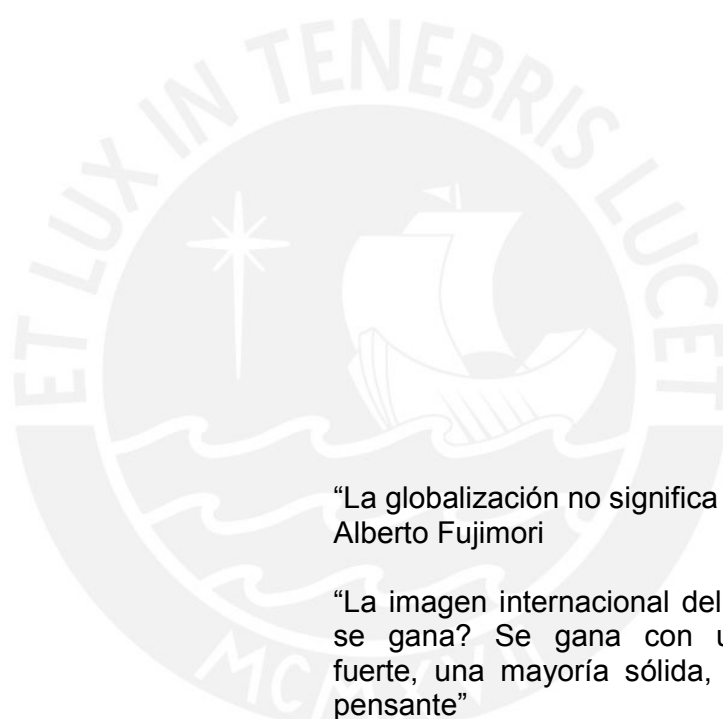 ET LUX IN TENEBRIS LUCET
“La globalización no significa
Alberto Fujimori
“La imagen internacional del
se gana? Se gana con
fuerte, una mayoría sólida,
pensante”